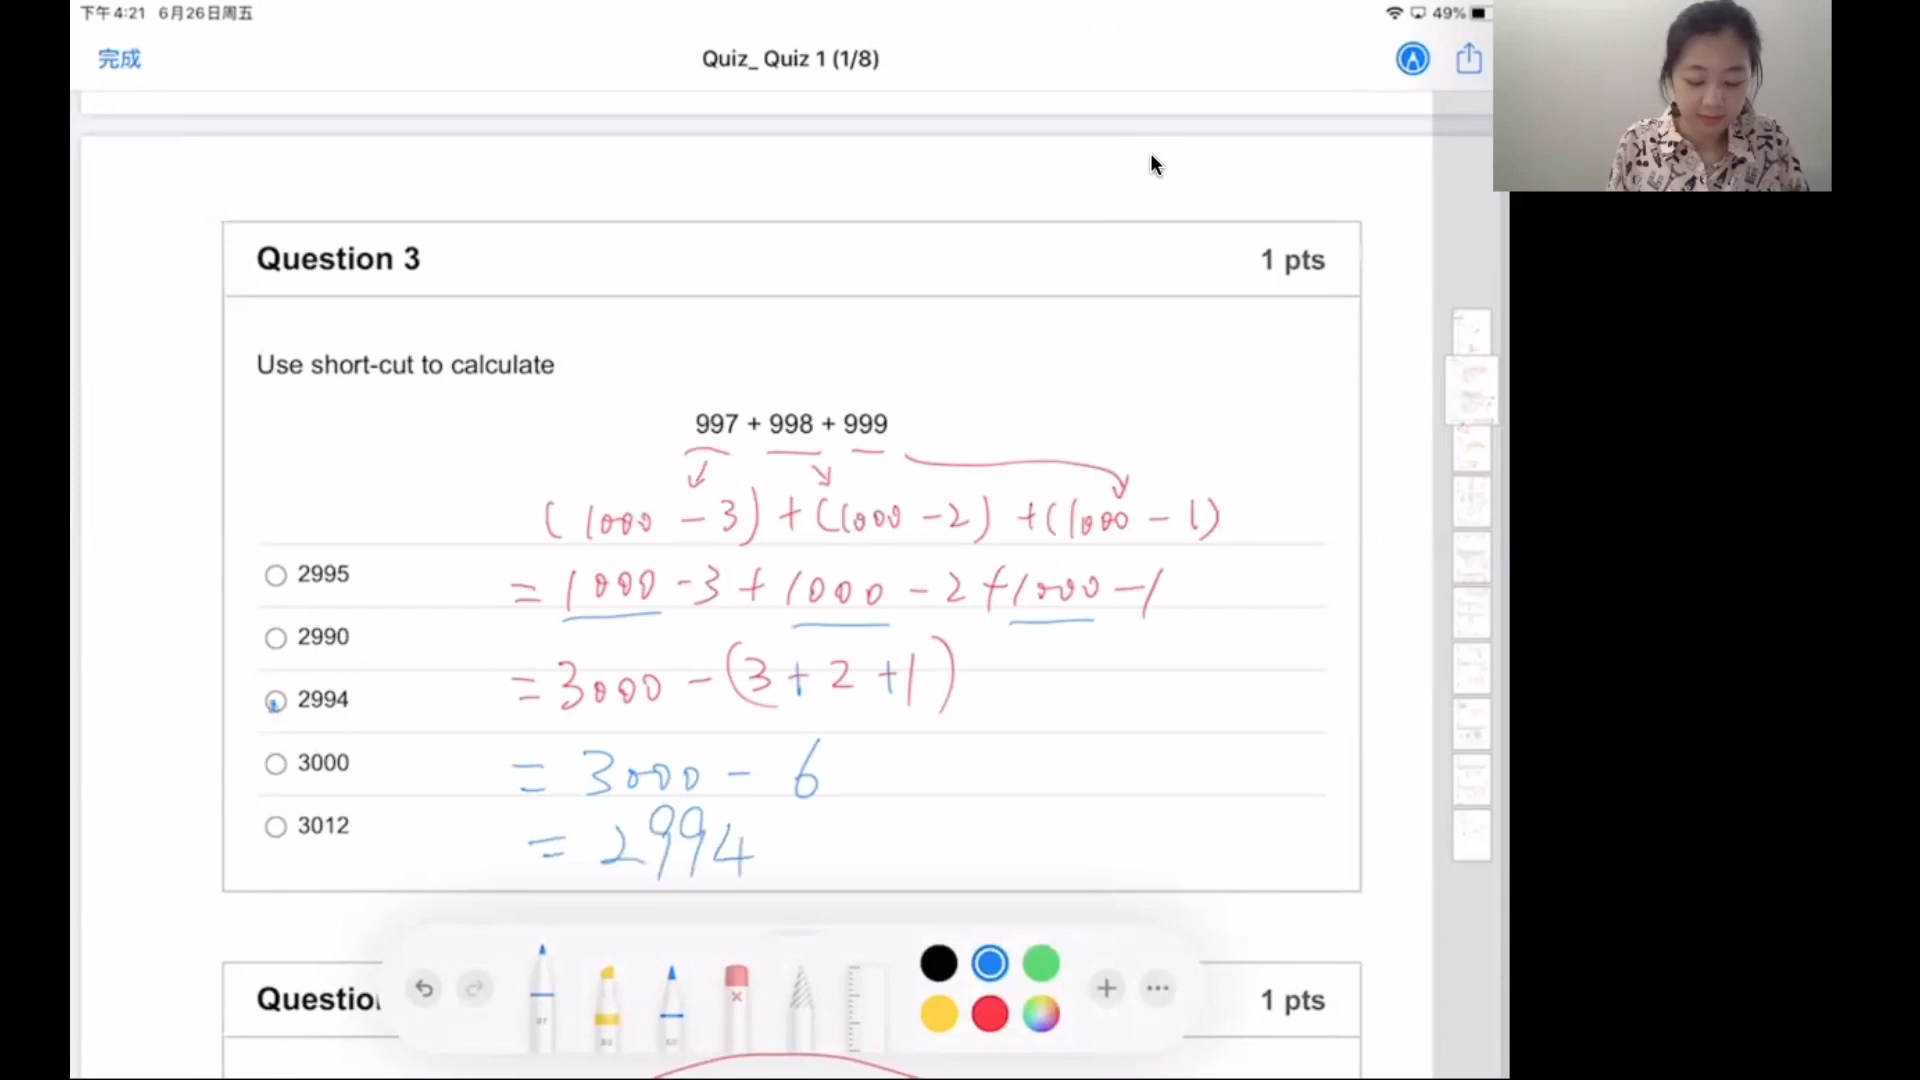 下午4:21 6月26日周五
49%
完成
Quiz_ Quiz 1 (1/8)
Question 3
1 pts
Use short-cut to calculate
997 + 998 + 999
(1000 - 3) + (1000 - 2) + (1000 - 1)
= 1000 - 3 + 1000 - 2 + 1000 - 1
2995
2990
= 3000 - (3 + 2 + 1)
2994
= 3000 - 6
3000
= 2994
3012
1 pts